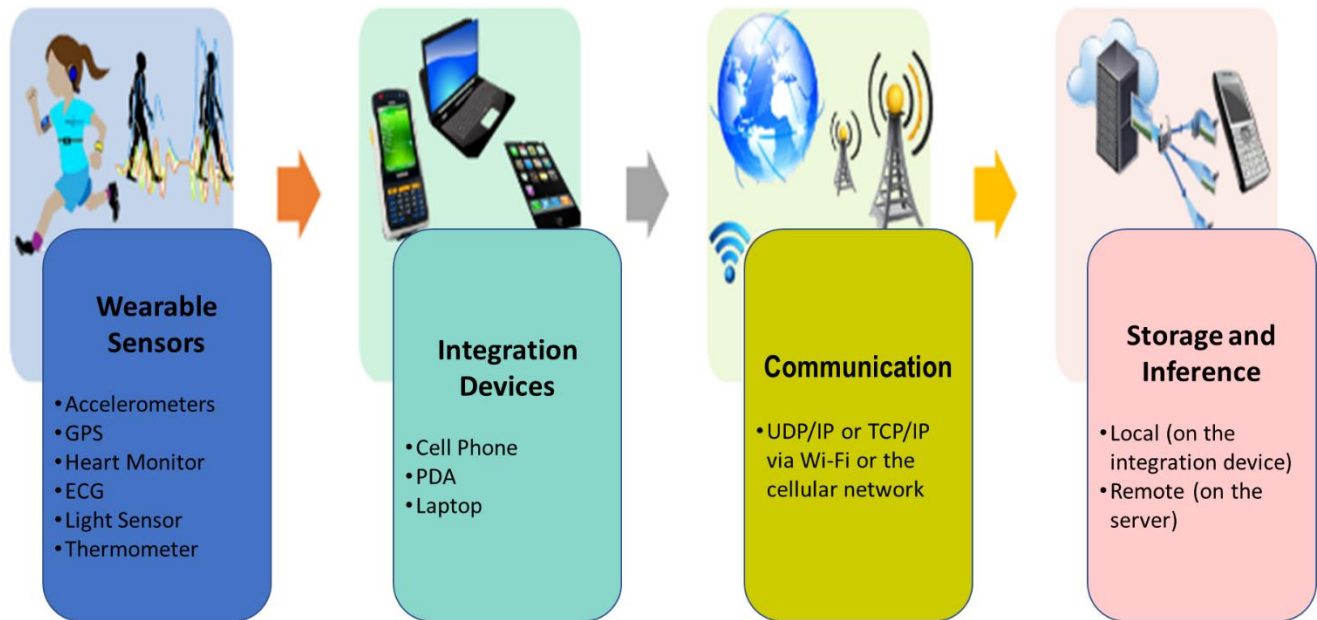 Wearable
Sensors
• Accelerometers
• GPS
• Heart Monitor
• ECG
• Light Sensor
• Thermometer
Integration
Devices
• Cell Phone
• PDA
• Laptop
Communication
• UDP/IP or TCP/IP
via Wi-Fi or the
cellular network
Storage and
Inference
• Local (on the
integration device)
• Remote (on the
server)